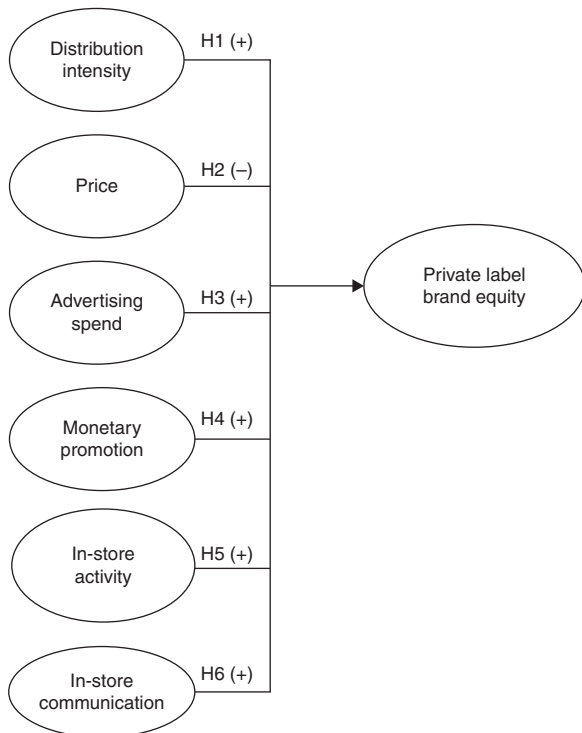 Distribution
intensity
H1 (+)
Price
H2 (–)
Advertising
spend
H3 (+)
Private label
brand equity
Monetary
promotion
H4 (+)
In-store
activity
H5 (+)
In-store
communication
H6 (+)